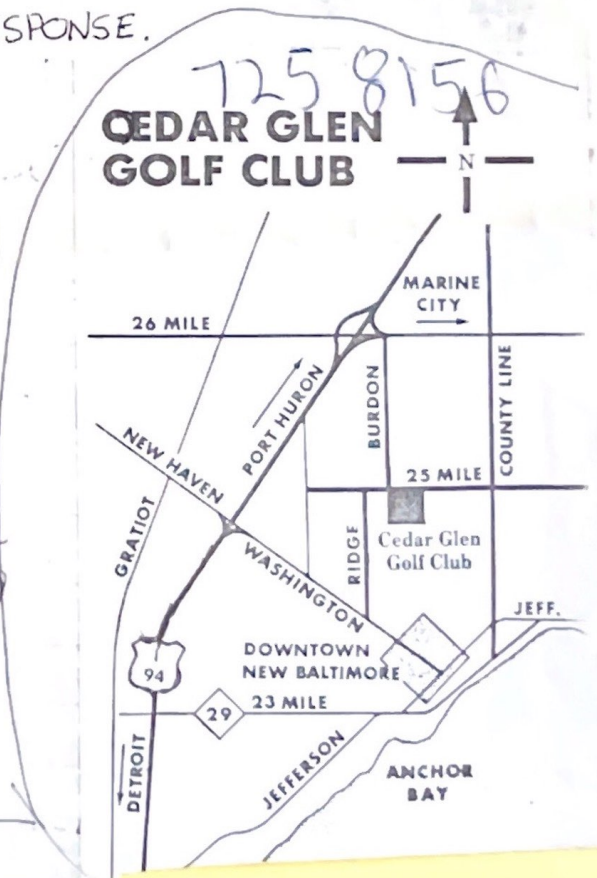 SPONSE.
725 8156
CEDAR GLEN
GOLF CLUB
N
MARINE
CITY
26 MILE
PORT HURON
BURDON
COUNTY LINE
NEW HAVEN
25 MILE
GRATIOT
WASHINGTON
RIDGE
Cedar Glen
Golf Club
JEFF.
DOWNTOWN
NEW BALTIMORE
94
29
23 MILE
DETROIT
JEFFERSON
ANCHOR
BAY